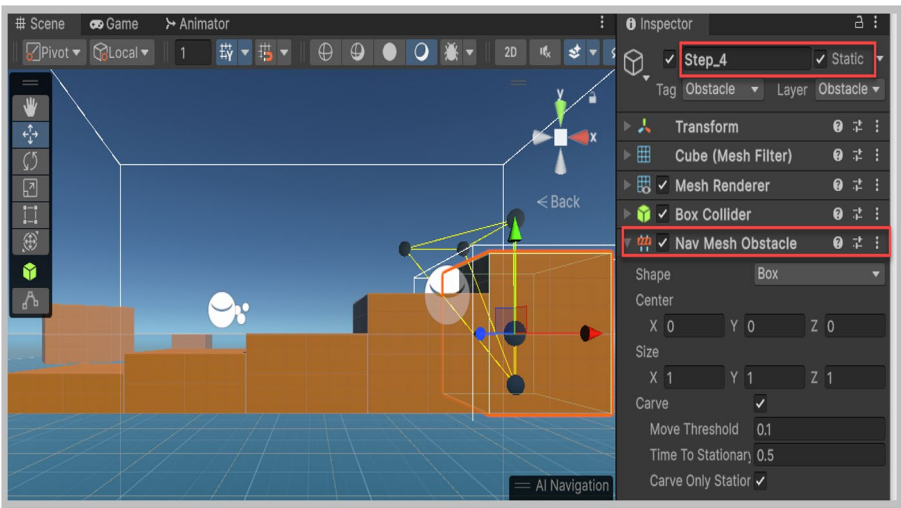 Scene Game Animator
Pivot Local 1 2D
y
x
Back
AI Navigation
Inspector
Step_4 Static
Tag Obstacle Layer Obstacle
Transform
Cube (Mesh Filter)
Mesh Renderer
Box Collider
Nav Mesh Obstacle
Shape Box
Center
X 0 Y 0 Z 0
Size
X 1 Y 1 Z 1
Carve
Move Threshold 0.1
Time To Stationary 0.5
Carve Only Station